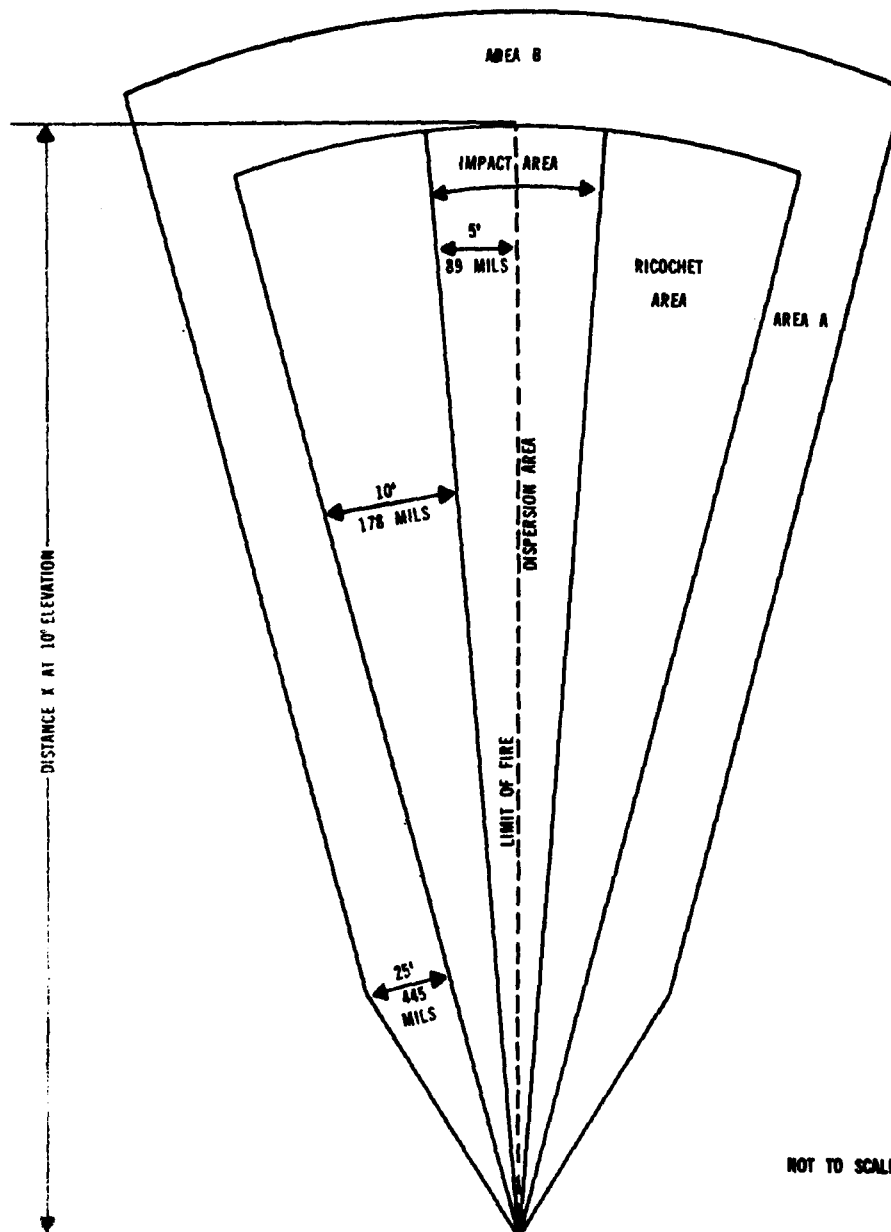 AREA B
IMPACT AREA
5°
89 MILS
RICOCHET
AREA
AREA A
10°
178 MILS
DISPERSION AREA
DISTANCE X AT 10° ELEVATION
LIMIT OF FIRE
25°
445
MILS
NOT TO SCALE